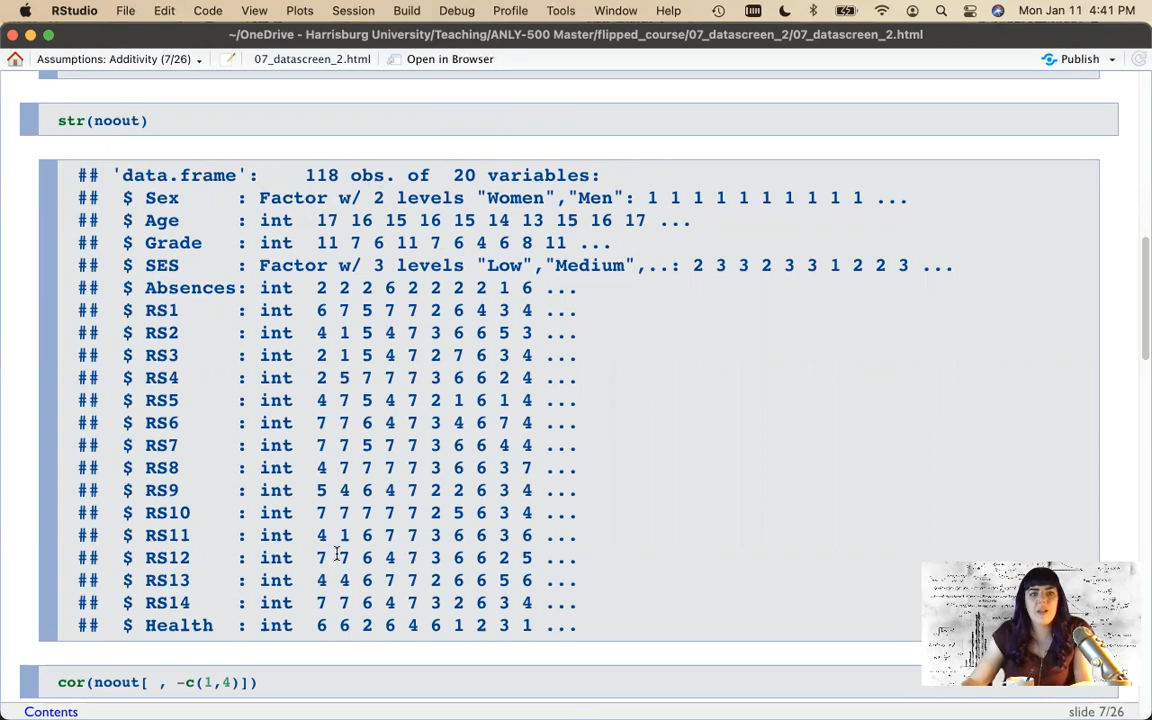 RStudio File Edit Code View Plots Session Build Debug Profile Tools Window Help Mon Jan 11 4:41 PM
~/OneDrive - Harrisburg University/Teaching/ANLY-500 Master/flipped_course/07_datascreen_2/07_datascreen_2.html
Assumptions: Additivity (7/26) 07_datascreen_2.html Open in Browser Publish
str(noout)
## 'data.frame': 118 obs. of 20 variables:
## $ Sex : Factor w/ 2 levels "Women","Men": 1 1 1 1 1 1 1 1 1 1 ...
## $ Age : int 17 16 15 16 15 14 13 15 16 17 ...
## $ Grade : int 11 7 6 11 7 6 4 6 8 11 ...
## $ SES : Factor w/ 3 levels "Low","Medium",..: 2 3 3 2 3 3 1 2 2 3 ...
## $ Absences: int 2 2 2 6 2 2 2 2 1 6 ...
## $ RS1 : int 6 7 5 7 7 2 6 4 3 4 ...
## $ RS2 : int 4 1 5 4 7 3 6 6 5 3 ...
## $ RS3 : int 2 1 5 4 7 2 7 6 3 4 ...
## $ RS4 : int 2 5 7 7 7 3 6 6 2 4 ...
## $ RS5 : int 4 7 5 4 7 2 1 6 1 4 ...
## $ RS6 : int 7 7 6 4 7 3 4 6 7 4 ...
## $ RS7 : int 7 7 5 7 7 3 6 6 4 4 ...
## $ RS8 : int 4 7 7 7 7 3 6 6 3 7 ...
## $ RS9 : int 5 4 6 4 7 2 2 6 3 4 ...
## $ RS10 : int 7 7 7 7 7 2 5 6 3 4 ...
## $ RS11 : int 4 1 6 7 7 3 6 6 3 6 ...
## $ RS12 : int 7 7 6 4 7 3 6 6 2 5 ...
## $ RS13 : int 4 4 6 7 7 2 6 6 5 6 ...
## $ RS14 : int 7 7 6 4 7 3 2 6 3 4 ...
## $ Health : int 6 6 2 6 4 6 1 2 3 1 ...
cor(noout[ , -c(1,4)])
Contents slide 7/26